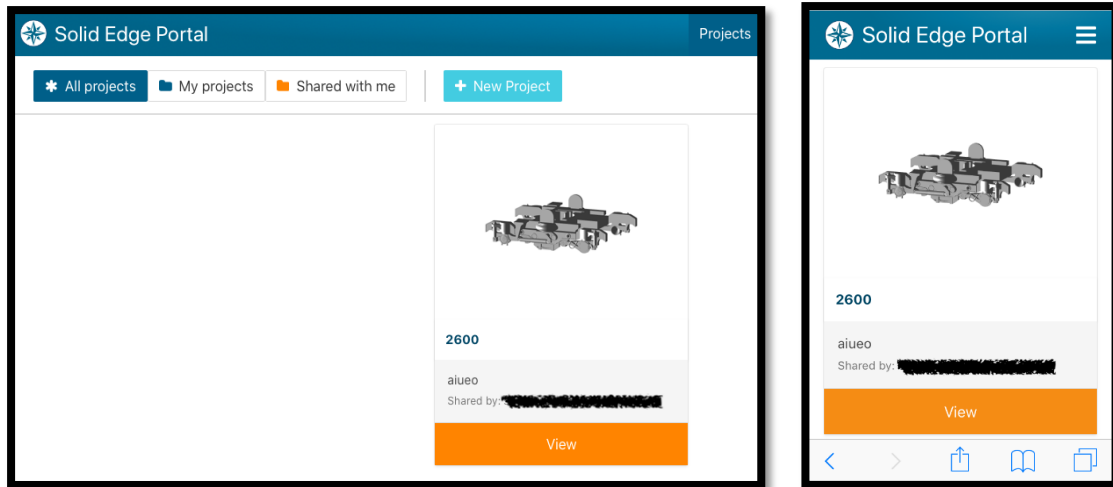 Solid Edge Portal
Projects
All projects
My projects
Shared with me
+ New Project
2600
aiueo
Shared by:
View
Solid Edge Portal
2600
aiueo
Shared by:
View